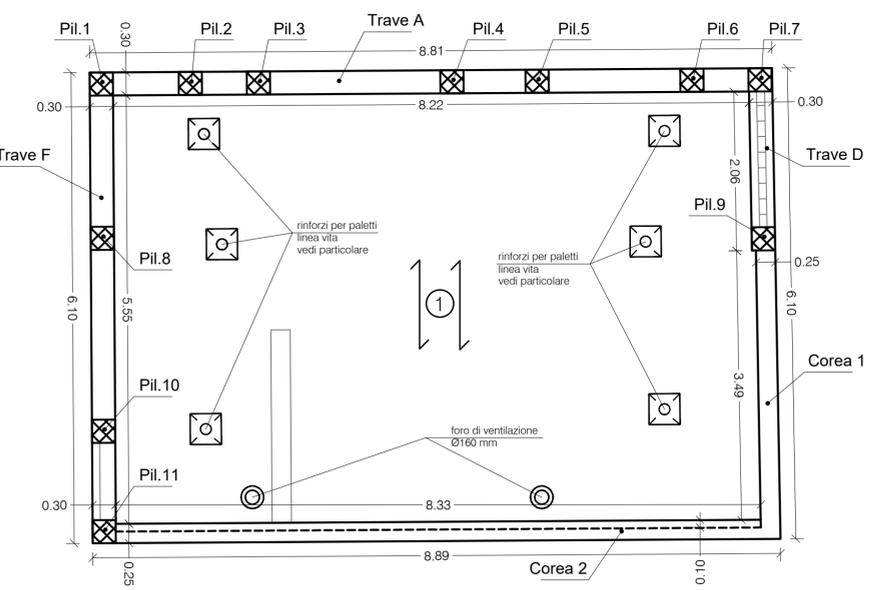 Pil.1
0.30
Pil.2
Pil.3
Trave A
Pil.4
Pil.5
Pil.6
Pil.7
8.81
0.30
8.22
0.30
Trave F
Trave D
2.06
Pil.9
rinforzi per paletti
linea vita
vedi particolare
rinforzi per paletti
linea vita
vedi particolare
Pil.8
0.25
6.10
5.55
1
6.10
Corea 1
3.49
Pil.10
foro di ventilazione
Ø160 mm
Pil.11
0.30
8.33
8.89
0.25
Corea 2
0.10